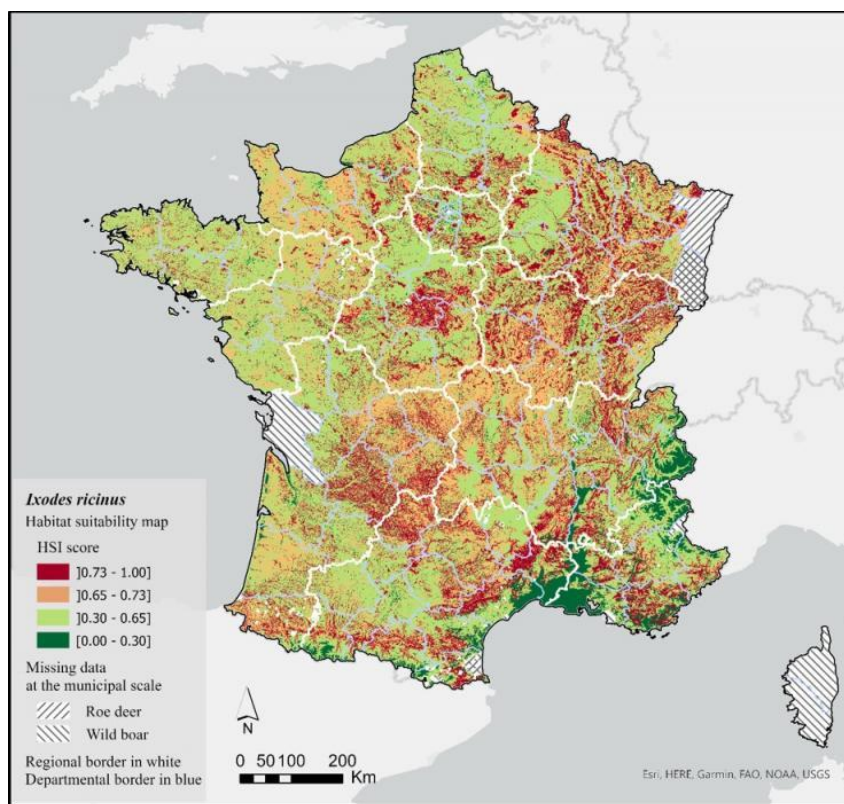 Ixodes ricinus
Habitat suitability map
HSI score
]0.73 - 1.00]
]0.65 - 0.73]
]0.30 - 0.65]
[0.00 - 0.30]
Missing data
at the municipal scale
Roe deer
Wild boar
Regional border in white
Departmental border in blue
N
0 50 100 200
Km
Esri, HERE, Garmin, FAO, NOAA, USGS